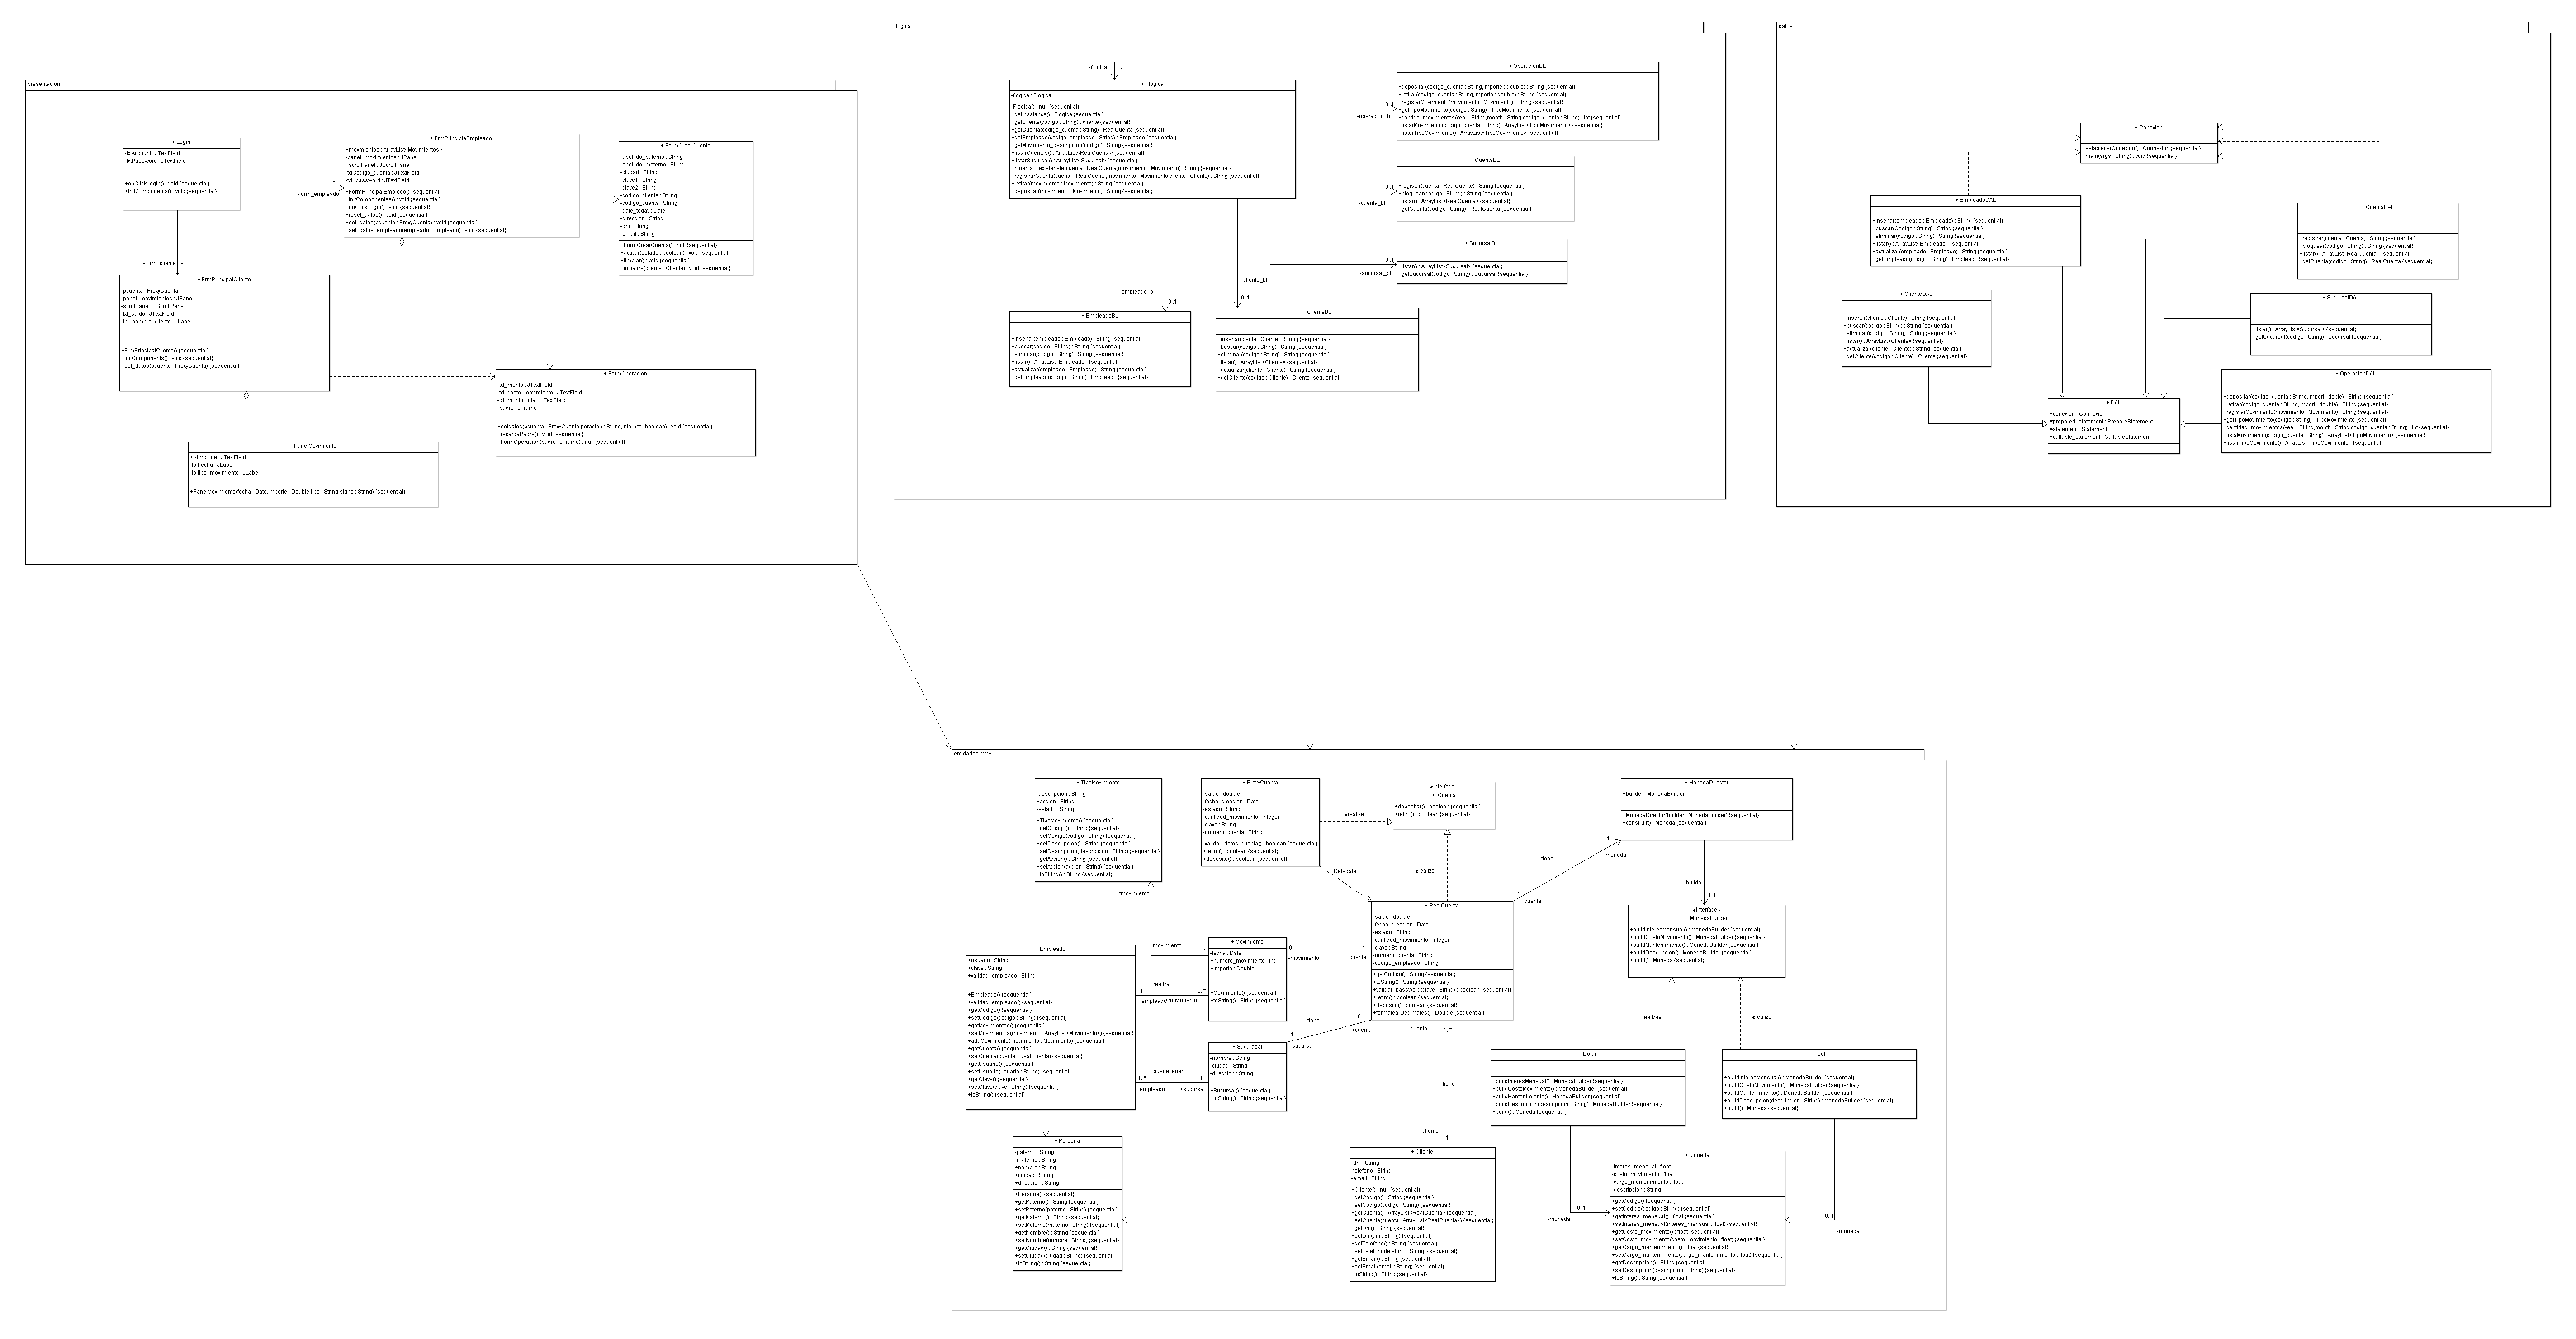 presentacion
+ Login
-btAccount : JTextField
-btPassword : JTextField
+onClickLogin() : void (sequential)
+initComponents() : void (sequential)
-form_empleado
0..1
-form_cliente
0..1
+ FrmPrinciplaEmpleado
+movimientos : ArrayList<Movimientos>
-panel_movimientos : JPanel
+scrollPanel : JScrollPanel
-txtCodigo_cuenta : JTextField
-txt_password : JTextField
+FormPrincipalEmpledo() (sequential)
+initComponentes() : void (sequential)
+onClickLogin() : void (sequential)
+reset_datos() : void (sequential)
+set_datos(pcuenta : ProxyCuenta) : void (sequential)
+set_datos_empleado(empleado : Empleado) : void (sequential)
+ FormCrearCuenta
-apellido_paterno : String
-apellido_materno : String
-ciudad : String
-clave1 : String
-clave2 : String
-codigo_cliente : String
-codigo_cuenta : String
-date_today : Date
-direccion : String
-dni : String
-email : String
+FormCrearCuenta() : null (sequential)
+activar(estado : boolean) : void (sequential)
+limpiar() : void (sequential)
+initialize(cliente : Cliente) : void (sequential)
+ FrmPrincipalCliente
-pcuenta : ProxyCuenta
-panel_movimientos : JPanel
-scrolPanel : JScrollPane
-txt_saldo : JTextField
-lbl_nombre_cliente : JLabel
+FrmPrincipalCliente() (sequential)
+initComponents() : void (sequential)
+set_datos(pcuenta : ProxyCuenta) (sequential)
+ FormOperacion
-txt_monto : JTextField
-txt_costo_movimiento : JTextField
-txt_monto_total : JTextField
-padre : JFrame
+setdatos(pcuenta : ProxyCuenta,peracion : String,internet : boolean) : void (sequential)
+recargaPadre() : void (sequential)
+FormOperacion(padre : JFrame) : null (sequential)
+ PanelMovimiento
+txtImporte : JTextField
-lblFecha : JLabel
-lbltipo_movimiento : JLabel
+PanelMovimiento(fecha : Date,importe : Double,tipo : String,signo : String) (sequential)
logica
-flogica
1
1
+ Flogica
-flogica : Flogica
-Flogica() : null (sequential)
+getInsatance() : Flogica (sequential)
+getCliente(codigo : String) : cliente (sequential)
+getCuenta(codigo_cuenta : String) : RealCuenta (sequential)
+getEmpleado(codigo_empleado : String) : Empleado (sequential)
+getMovimiento_descripcion(codigo) : String (sequential)
+listarCuentas() : ArrayList<RealCuenta> (sequential)
+listarSucursal() : ArrayList<Sucursal> (sequential)
+rcuenta_cexistenete(cuenta : RealCuenta,movimiento : Movimiento) : String (sequential)
+registrarCuenta(cuenta : RealCuenta,movimiento : Movimiento,cliente : Cliente) : String (sequential)
+retirar(movimiento : Movimiento) : String (sequential)
+depositar(movimiento : Movimiento) : String (sequential)
0..1
-operacion_bl
0..1
-cuenta_bl
0..1
-sucursal_bl
-empleado_bl
0..1
-cliente_bl
0..1
+ OperacionBL
+depositar(codigo_cuenta : String,importe : double) : String (sequential)
+retirar(codigo_cuenta : String,importe : double) : String (sequential)
+registarMovimiento(movimiento : Movimiento) : String (sequential)
+getTipoMovimiento(codigo : String) : TipoMovimiento (sequential)
+cantida_movimientos(year : String,month : String,codigo_cuenta : String) : int (sequential)
+listarMovimiento(codigo_cuenta : String) : ArrayList<TipoMovimiento> (sequential)
+listarTipoMovimiento() : ArrayList<TipoMovimiento> (sequential)
+ CuentaBL
+registrar(cuenta : RealCuente) : String (sequential)
+bloquear(codigo : String) : String (sequential)
+listar() : ArrayList<RealCuenta> (sequential)
+getCuenta(codigo : String) : RealCuenta (sequential)
+ SucursalBL
+listar() : ArrayList<Sucursal> (sequential)
+getSucursal(codigo : String) : Sucursal (sequential)
+ EmpleadoBL
+insertar(empleado : Empleado) : String (sequential)
+buscar(codigo : String) : String (sequential)
+eliminar(codigo : String) : String (sequential)
+listar() : ArrayList<Empleado> (sequential)
+actualizar(empleado : Empleado) : String (sequential)
+getEmpleado(codigo : String) : Empleado (sequential)
+ ClienteBL
+insertar(ciente : Cliente) : String (sequential)
+buscar(codigo : String) : String (sequential)
+eliminar(codigo : String) : String (sequential)
+listar() : ArrayList<Cliente> (sequential)
+actualizar(cliente : Cliente) : String (sequential)
+getCliente(codigo : Cliente) : Cliente (sequential)
datos
+ Conexion
+establecerConexion() : Connexion (sequential)
+main(args : String) : void (sequential)
+ EmpleadoDAL
+insertar(empleado : Empleado) : String (sequential)
+buscar(Codigo : String) : String (sequential)
+eliminar(codigo : String) : String (sequential)
+listar() : ArrayList<Empleado> (sequential)
+actualizar(empleado : Empleado) : String (sequential)
+getEmpleado(codigo : String) : Empleado (sequential)
+ CuentaDAL
+registrar(cuenta : Cuenta) : String (sequential)
+bloquear(codigo : String) : String (sequential)
+listar() : ArrayList<RealCuenta> (sequential)
+getCuenta(codigo : String) : RealCuenta (sequential)
+ ClienteDAL
+insertar(cliente : Cliente) : String (sequential)
+buscar(codigo : String) : String (sequential)
+eliminar(codigo : String) : String (sequential)
+listar() : ArrayList<Cliente> (sequential)
+actualizar(cliente : Cliente) : String (sequential)
+getCliente(codigo : Cliente) : Cliente (sequential)
+ SucursalDAL
+listar() : ArrayList<Sucursal> (sequential)
+getSucursal(codigo : String) : Sucursal (sequential)
+ OperacionDAL
+depositar(codigo_cuenta : String,import : doble) : String (sequential)
+retirar(codigo_cuenta : String,import : double) : String (sequential)
+registarMovimiento(movimiento : Movimiento) : String (sequential)
+getTipoMovimiento(codigo : String) : TipoMovimiento (sequential)
+cantidad_movimientos(year : String,month : String,codigo_cuenta : String) : int (sequential)
+listaMovimiento(codigo_cuenta : String) : ArrayList<TipoMovimiento> (sequential)
+listarTipoMovimiento() : ArrayList<TipoMovimiento> (sequential)
+ DAL
#conexion : Connexion
#prepared_statement : PrepareStatement
#statement : Statement
#callable_statement : CallableStatement
entidades-MM+
+ TipoMovimiento
-descripcion : String
+accion : String
-estado : String
+TipoMovimiento() (sequential)
+getCodigo() : String (sequential)
+setCodigo(codigo : String) (sequential)
+getDescripcion() : String (sequential)
+setDescripcion(descripcion : String) (sequential)
+getAccion() : String (sequential)
+setAccion(accion : String) (sequential)
+toString() : String (sequential)
+ ProxyCuenta
-saldo : double
-fecha_creacion : Date
-estado : String
-cantidad_movimiento : Integer
-clave : String
-numero_cuenta : String
-validar_datos_cuenta() : boolean (sequential)
+retiro() : boolean (sequential)
+deposito() : boolean (sequential)
«realize»
Delegate
«interface»
+ ICuenta
+depositar() : boolean (sequential)
+retiro() : boolean (sequential)
«realize»
+ MonedaDirector
+builder : MonedaBuilder
+MonedaDirector(builder : MonedaBuilder) (sequential)
+construir() : Moneda (sequential)
tiene
1
+moneda
1..*
+cuenta
-builder
0..1
+tmovimiento
1
+movimiento
1..*
+ RealCuenta
-saldo : double
-fecha_creacion : Date
-estado : String
-cantidad_movimiento : Integer
-clave : String
-numero_cuenta : String
-codigo_empleado : String
+getCodigo() : String (sequential)
+toString() : String (sequential)
+validar_password(clave : String) : boolean (sequential)
+retiro() : boolean (sequential)
+deposito() : boolean (sequential)
+formatearDecimales() : Double (sequential)
«interface»
+ MonedaBuilder
+buildInteresMensual() : MonedaBuilder (sequential)
+buildCostoMovimento() : MonedaBuilder (sequential)
+buildMantenimiento() : MonedaBuilder (sequential)
+buildDescripcion() : MonedaBuilder (sequential)
+build() : Moneda (sequential)
+ Movimiento
-fecha : Date
+numero_movimiento : int
+importe : Double
+Movimiento() (sequential)
+toString() : String (sequential)
0..*
-movimiento
1
+cuenta
+ Empleado
+usuario : String
+clave : String
+validad_empleado : String
+Empleado() (sequential)
+validad_empleado() (sequential)
+getCodigo() (sequential)
+setCodigo(codigo : String) (sequential)
+getMovimientos() (sequential)
+setMovimientos(movimiento : ArrayList<Movimiento>) (sequential)
+addMovimiento(movimiento : Movimiento) (sequential)
+getCuenta() (sequential)
+setCuenta(cuenta : RealCuenta) (sequential)
+getUsuario() (sequential)
+setUsuario(usuario : String) (sequential)
+getClave() (sequential)
+setClave(clave : String) (sequential)
+toString() (sequential)
realiza
1
0..*
+empleado
+movimiento
tiene
0..1
+cuenta
1
-sucursal
-cuenta
1..*
+ Sucurasal
-nombre : String
-ciudad : String
-direccion : String
+Sucursal() (sequential)
+toString() : String (sequential)
puede tener
1..*
1
+empleado
+sucursal
tiene
-cliente
1
«realize»
«realize»
+ Dolar
+buildInteresMensual() : MonedaBuilder (sequential)
+buildCostoMovimento() : MonedaBuilder (sequential)
+buildMantenimiento() : MonedaBuilder (sequential)
+buildDescripcion(descripcion : String) : MonedaBuilder (sequential)
+build() : Moneda (sequential)
+ Sol
+buildInteresMensual() : MonedaBuilder (sequential)
+buildCostoMovimento() : MonedaBuilder (sequential)
+buildMantenimiento() : MonedaBuilder (sequential)
+buildDescripcion(descripcion : String) : MonedaBuilder (sequential)
+build() : Moneda (sequential)
+ Persona
-paterno : String
-materno : String
+nombre : String
+ciudad : String
+direccion : String
+Persona() (sequential)
+getPaterno() : String (sequential)
+setPaterno(paterno : String) (sequential)
+getMaterno() : String (sequential)
+setMaterno(materno : String) (sequential)
+getNombre() : String (sequential)
+setNombre(nombre : String) (sequential)
+getCiudad() : String (sequential)
+setCiudad(ciudad : String) (sequential)
+toString() : String (sequential)
+ Cliente
-dni : String
-telefono : String
-email : String
+Cliente() : null (sequential)
+getCodigo() : String (sequential)
+setCodigo(codigo : String) (sequential)
+getCuenta() : ArrayList<RealCuenta> (sequential)
+setCuenta(cuenta : ArrayList<RealCuenta>) (sequential)
+getDni() : String (sequential)
+setDni(dni : String) (sequential)
+getTelefono() : String (sequential)
+setTelefono(telefono : String) (sequential)
+getEmail() : String (sequential)
+setEmail(email : String) (sequential)
+toString() : String (sequential)
+ Moneda
-interes_mensual : float
-costo_movimiento : float
-cargo_mantenimiento : float
-descripcion : String
+getCodigo() (sequential)
+setCodigo(codigo : String) (sequential)
+getInteres_mensual() : float (sequential)
+setInteres_mensual(interes_mensual : float) (sequential)
+getCosto_movimiento() : float (sequential)
+setCosto_movimiento(costo_movimiento : float) (sequential)
+getCargo_mantenimiento() : float (sequential)
+setCargo_mantenimiento(cargo_mantenimiento : float) (sequential)
+getDescripcion() : String (sequential)
+setDescripcion(descripcion : String) (sequential)
+toString() : String (sequential)
0..1
-moneda
0..1
-moneda